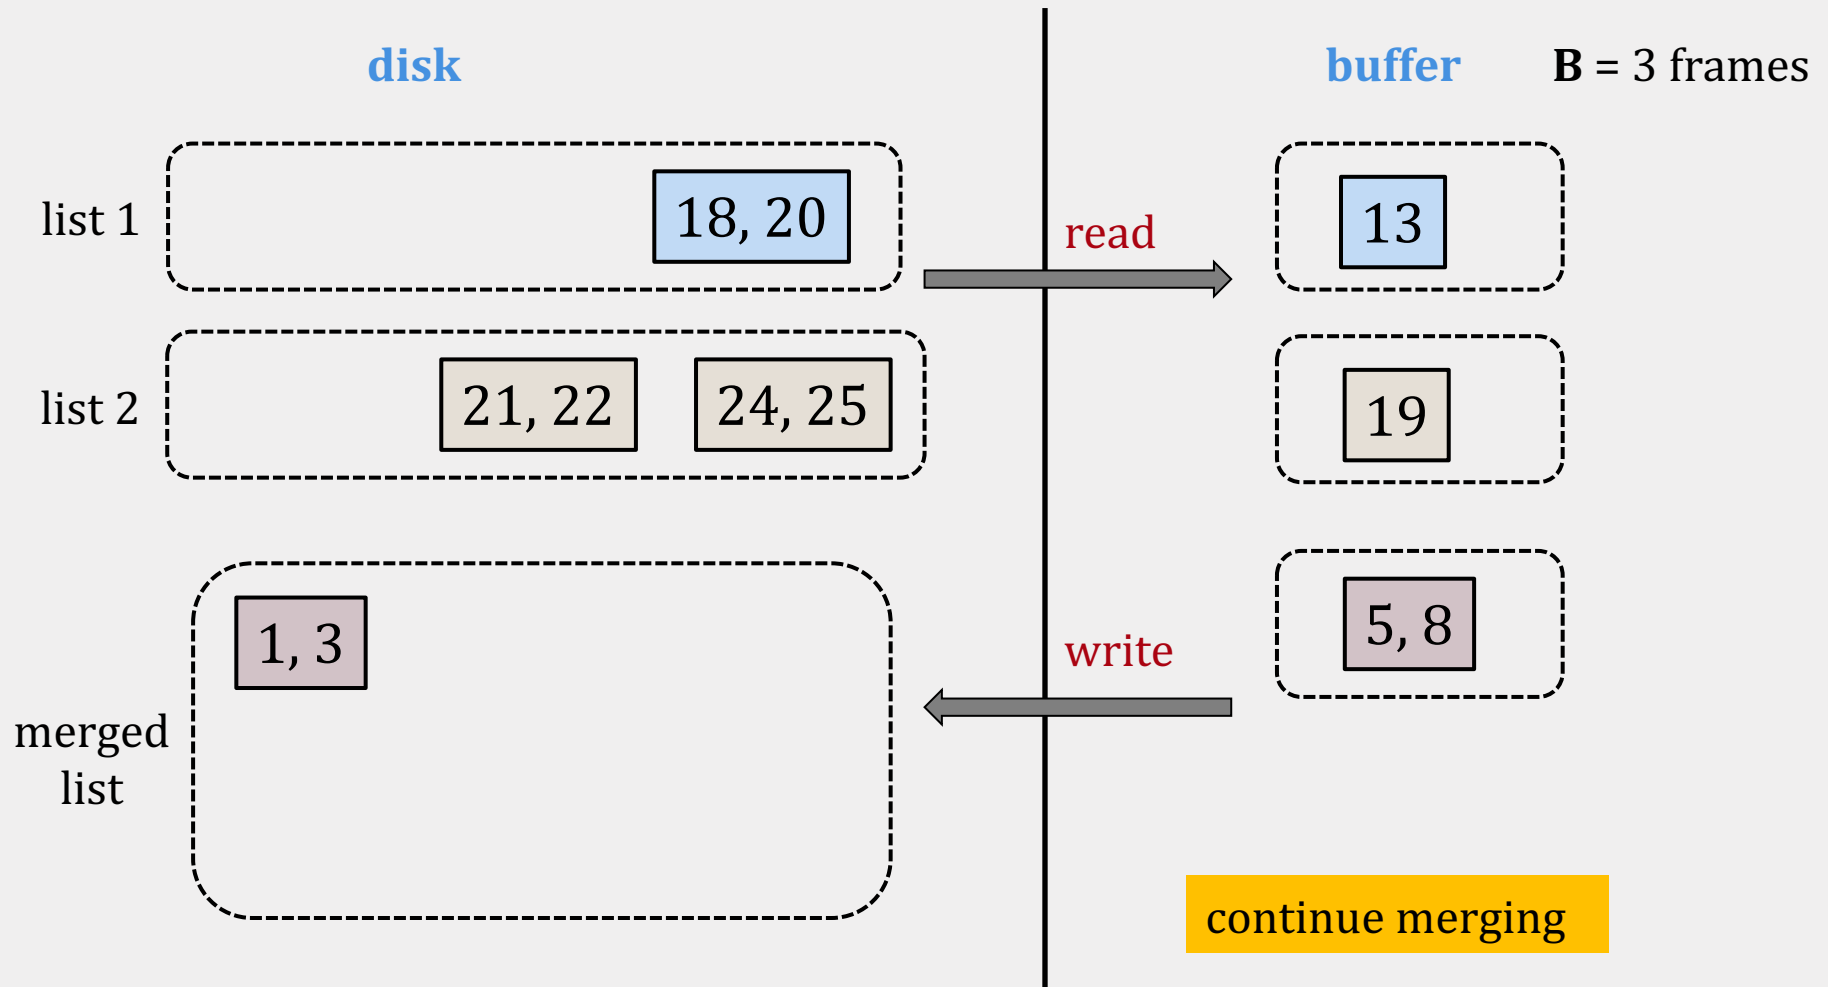 disk
buffer
B = 3 frames
list 1
18, 20
read
13
list 2
21, 22
24, 25
19
merged
list
1, 3
write
5, 8
continue merging